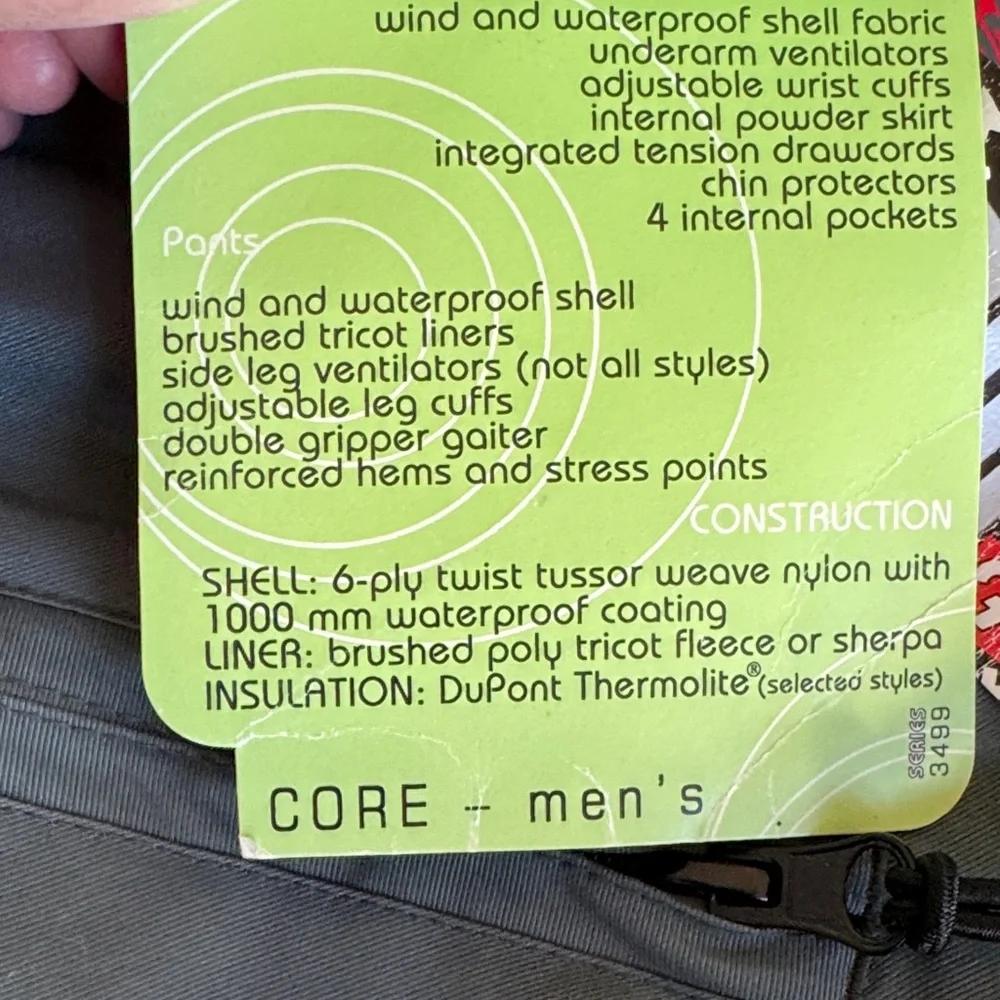 wind and waterproof shell fabric
underarm ventilators
adjustable wrist cuffs
internal powder skirt
integrated tension drawcords
chin protectors
4 internal pockets
Pants
wind and waterproof shell
brushed tricot liners
side leg ventilators (not all styles)
adjustable leg cuffs
double gripper gaiter
reinforced hems and stress points
CONSTRUCTION
SHELL: 6-ply twist tussor weave nylon with
1000 mm waterproof coating
LINER: brushed poly tricot fleece or sherpa
INSULATION: DuPont Thermolite®(selected styles)
SERIES
3499
CORE - men's